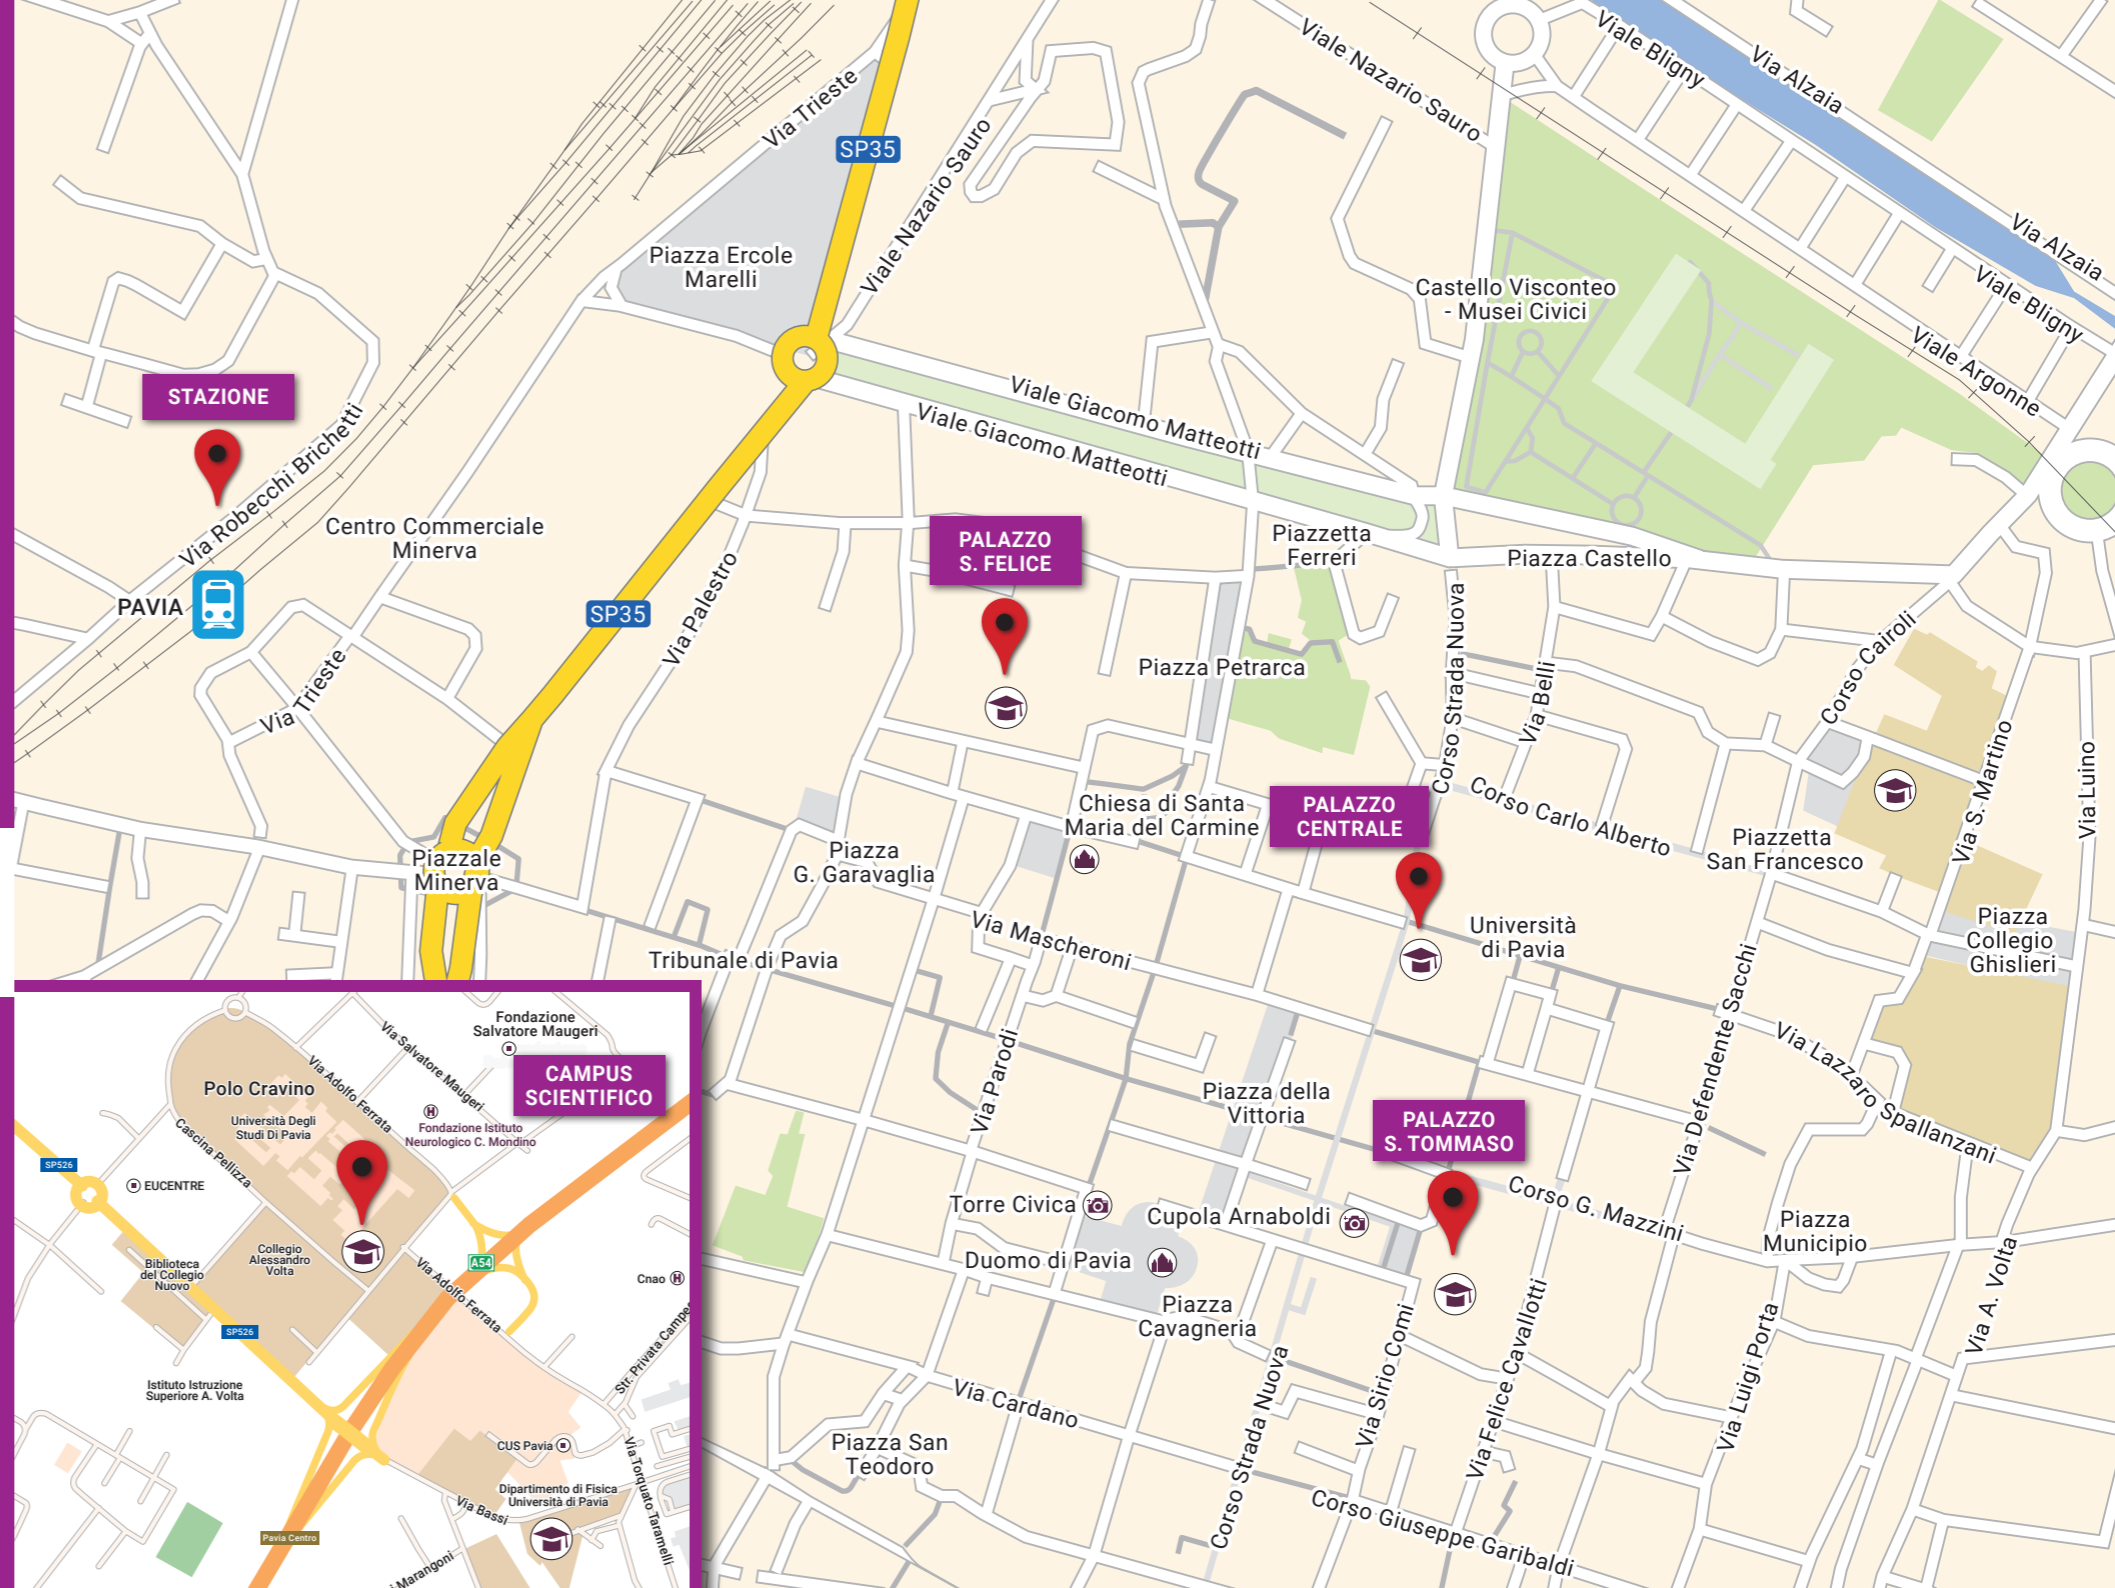 Viale Nazario Sauro
Viale Bligny
Via Alzaia
Via Trieste
SP35
Viale Nazario Sauro
Via Alzaia
Piazza Ercole
Marelli
Castello Visconteo
- Musei Civici
Viale Bligny
Viale Argonne
STAZIONE
Viale Giacomo Matteotti
Viale Giacomo Matteotti
Via Robecchi Brichetti
Centro Commerciale
Minerva
PALAZZO
S. FELICE
Piazzetta
Ferreri
Piazza Castello
PAVIA
SP35
Via Palestro
Corso Strada Nuova
Corso Cairoli
Via Trieste
Piazza Petrarca
Via Belli
Via S. Martino
Via Luino
Chiesa di Santa
Maria del Carmine
PALAZZO
CENTRALE
Corso Carlo Alberto
Piazzetta
San Francesco
Piazzale
Minerva
Piazza
G. Garavaglia
Via Mascheroni
Università
di Pavia
Piazza
Collegio
Ghislieri
Tribunale di Pavia
Via Defendente Sacchi
Via Lazzaro Spallanzani
Via Parodi
Piazza della
Vittoria
PALAZZO
S. TOMMASO
Corso G. Mazzini
Torre Civica
Cupola Arnaboldi
Piazza
Municipio
Duomo di Pavia
Piazza
Cavagneria
Via A. Volta
Via Sirio Comi
Via Felice Cavallotti
Via Luigi Porta
Corso Strada Nuova
Via Cardano
Piazza San
Teodoro
Corso Giuseppe Garibaldi
Fondazione
Salvatore Maugeri
Via Salvatore Maugeri
CAMPUS
SCIENTIFICO
Via Adolfo Ferrata
Polo Cravino
Università Degli
Studi Di Pavia
Fondazione Istituto
Neurologico C. Mondino
Cascina Pellizza
SP526
EUCENTRE
Collegio
Alessandro
Volta
Biblioteca
del Collegio
Nuovo
A54
Via Adolfo Ferrata
Cnao
SP526
Str. Privata Campe
Istituto Istruzione
Superiore A. Volta
CUS Pavia
Via Torquato Taramelli
Dipartimento di Fisica
Università di Pavia
Via Bassi
Pavia Centro
i Marangoni